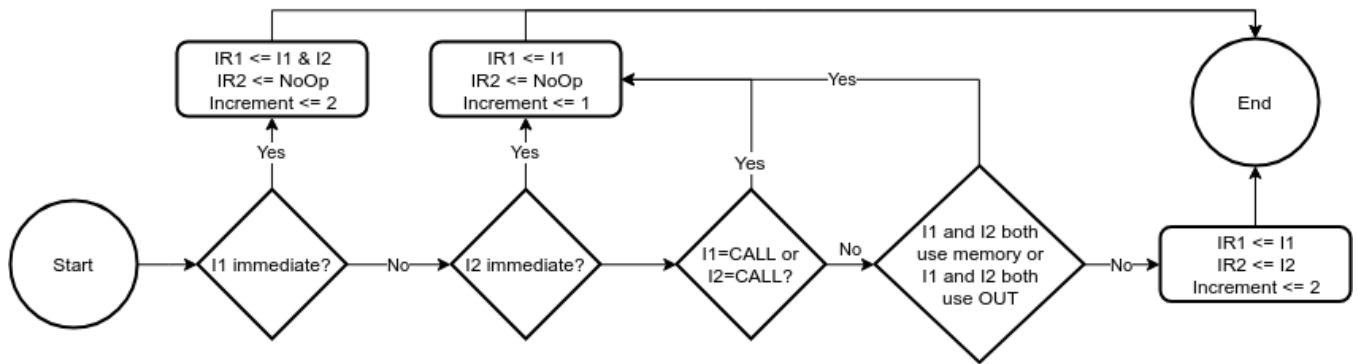 IR1 <= I1 & I2
IR2 <= NoOp
Increment <= 2
IR1 <= I1
IR2 <= NoOp
Increment <= 1
Yes
End
Yes
Yes
Yes
Start
I1 immediate?
No
I2 immediate?
I1=CALL or
I2=CALL?
No
I1 and I2 both
use memory or
I1 and I2 both
use OUT
No
IR1 <= I1
IR2 <= I2
Increment <= 2